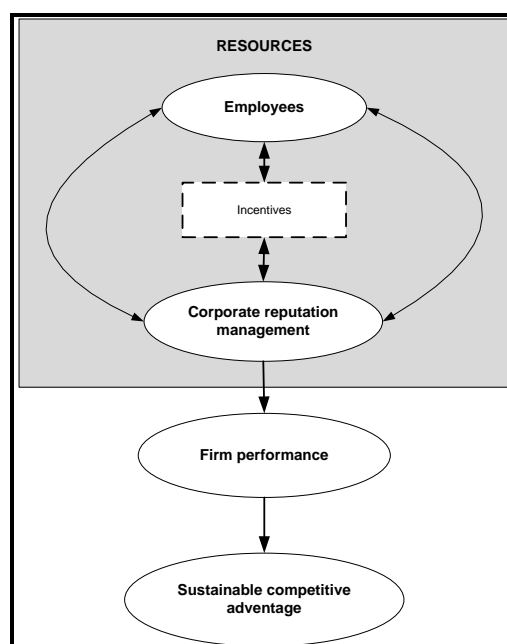 RESOURCES
Employees
Incentives
Corporate reputation
management
Firm performance
Sustainable competitive
adventage